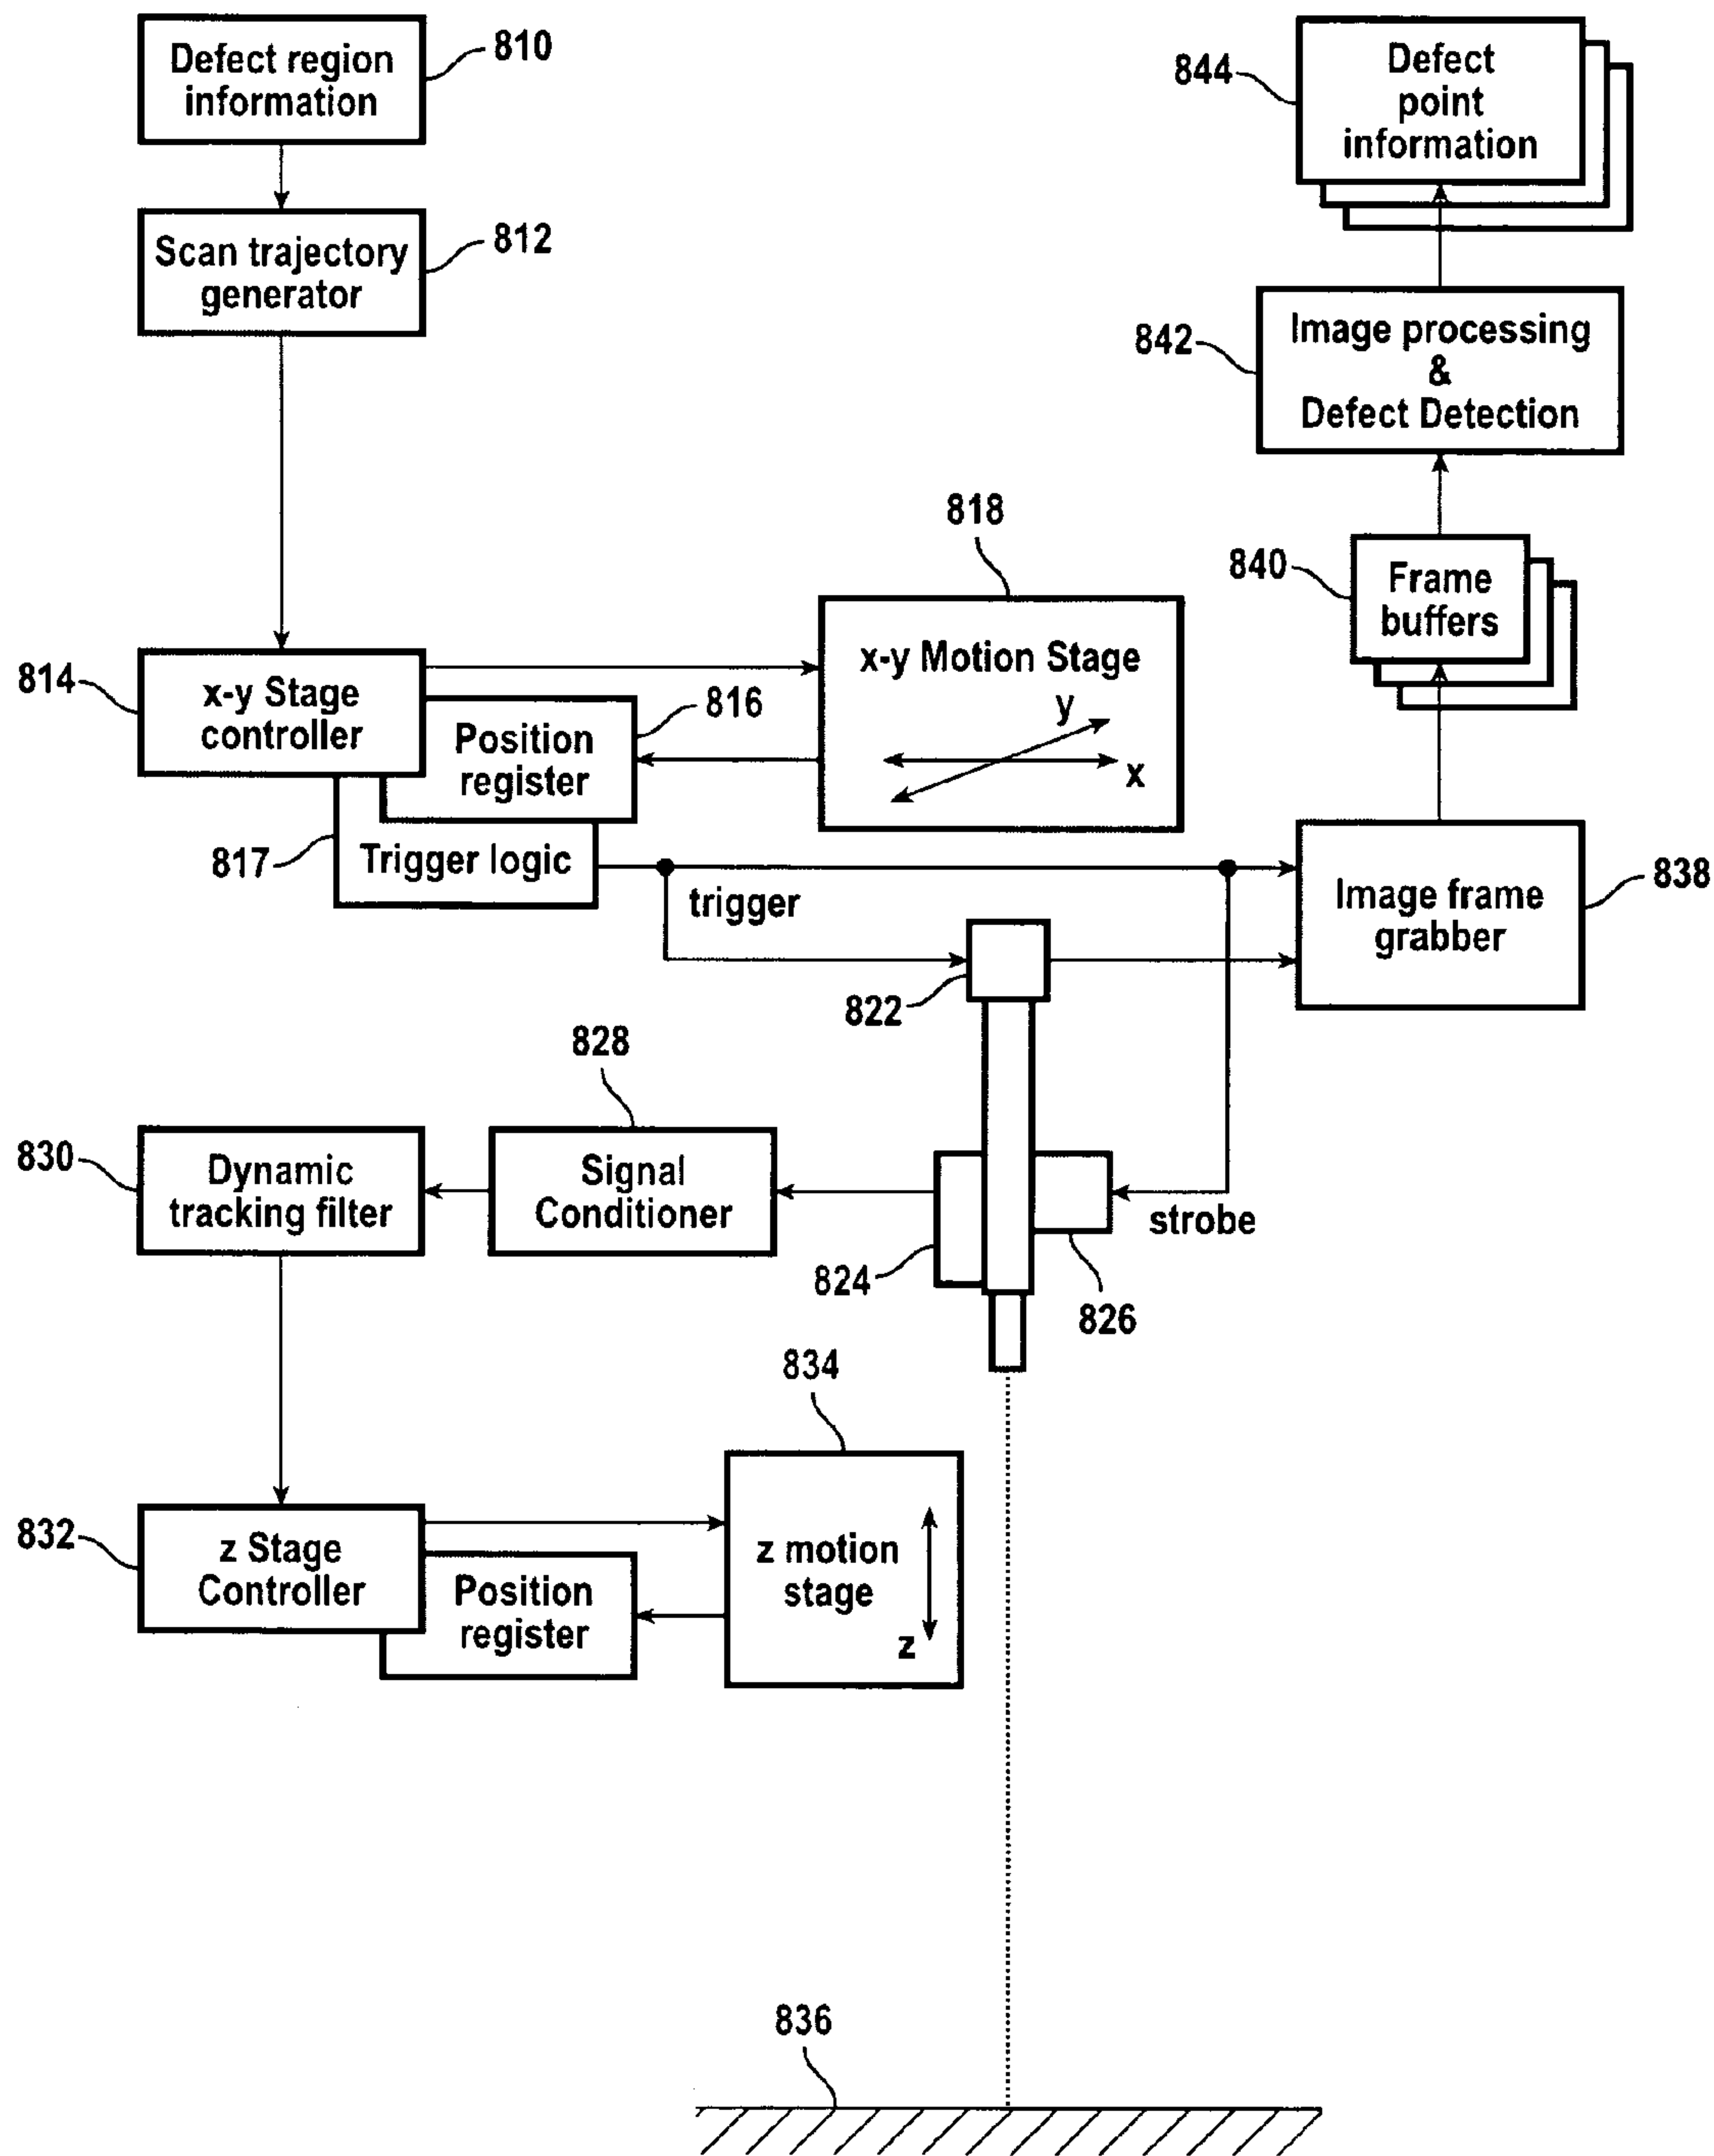 Defect region
information
810
Scan trajectory
generator
812
844
Defect
point
information
842
Image processing
&
Defect Detection
840
Frame
buffers
814
x-y Stage
controller
816
Position
register
817
Trigger logic
818
x-y Motion Stage
y
x
trigger
822
Image frame
grabber
838
828
830
Dynamic
tracking filter
Signal
Conditioner
824
strobe
826
834
832
z Stage
Controller
Position
register
z motion
stage
z
836